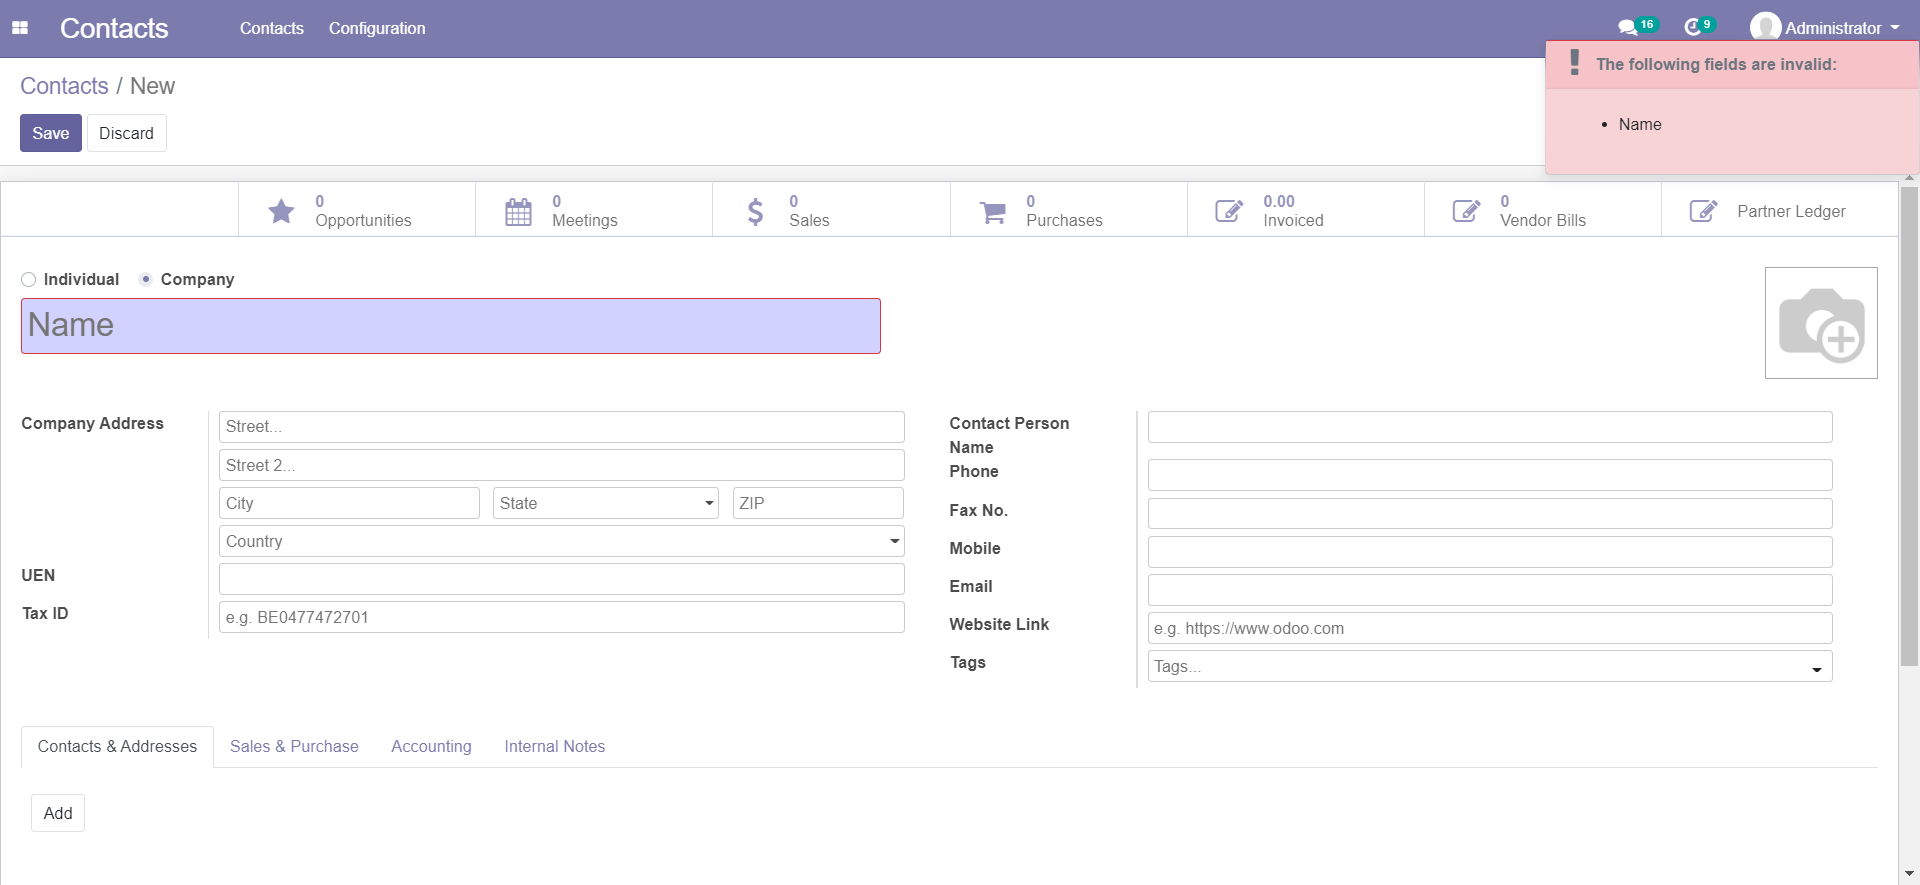 Contacts
Contacts
Configuration
16
9
Administrator
The following fields are invalid:
• Name
Contacts / New
Save
Discard
0
Opportunities
0
Meetings
0
Sales
0
Purchases
0.00
Invoiced
0
Vendor Bills
Partner Ledger
Individual
Company
Name
Company Address
Street...
Street 2...
City
State
ZIP
Country
UEN
Tax ID
e.g. BE0477472701
Contact Person
Name
Phone
Fax No.
Mobile
Email
Website Link
e.g. https://www.odoo.com
Tags
Tags...
Contacts & Addresses
Sales & Purchase
Accounting
Internal Notes
Add